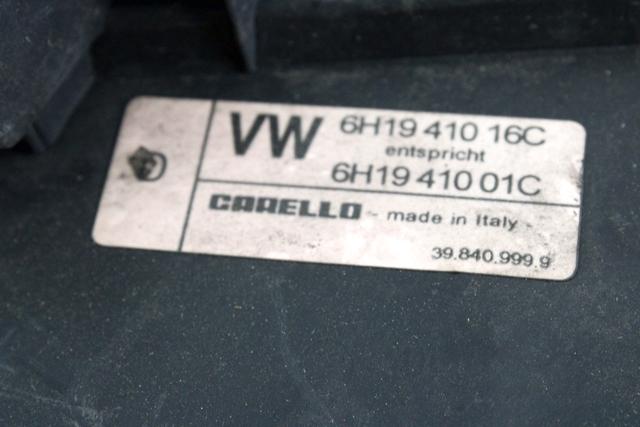 VW 6H19 410 16C
entspricht
6H19 410 01C
CARELLO - made in Italy -
39.840.999.9